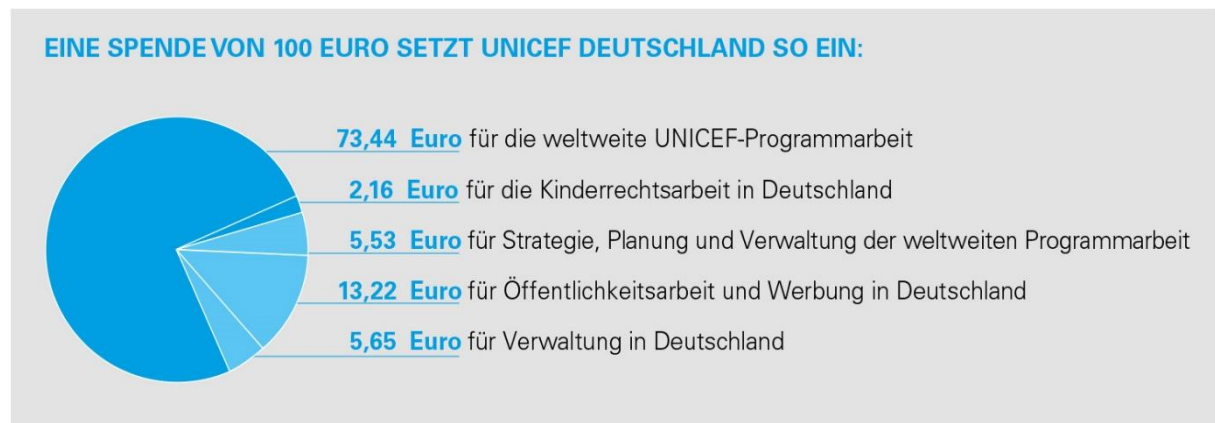 EINE SPENDE VON 100 EURO SETZT UNICEF DEUTSCHLAND SO EIN:
73,44 Euro für die weltweite UNICEF-Programmarbeit
2,16 Euro für die Kinderrechtsarbeit in Deutschland
5,53 Euro für Strategie, Planung und Verwaltung der weltweiten Programmarbeit
13,22 Euro für Öffentlichkeitsarbeit und Werbung in Deutschland
5,65 Euro für Verwaltung in Deutschland